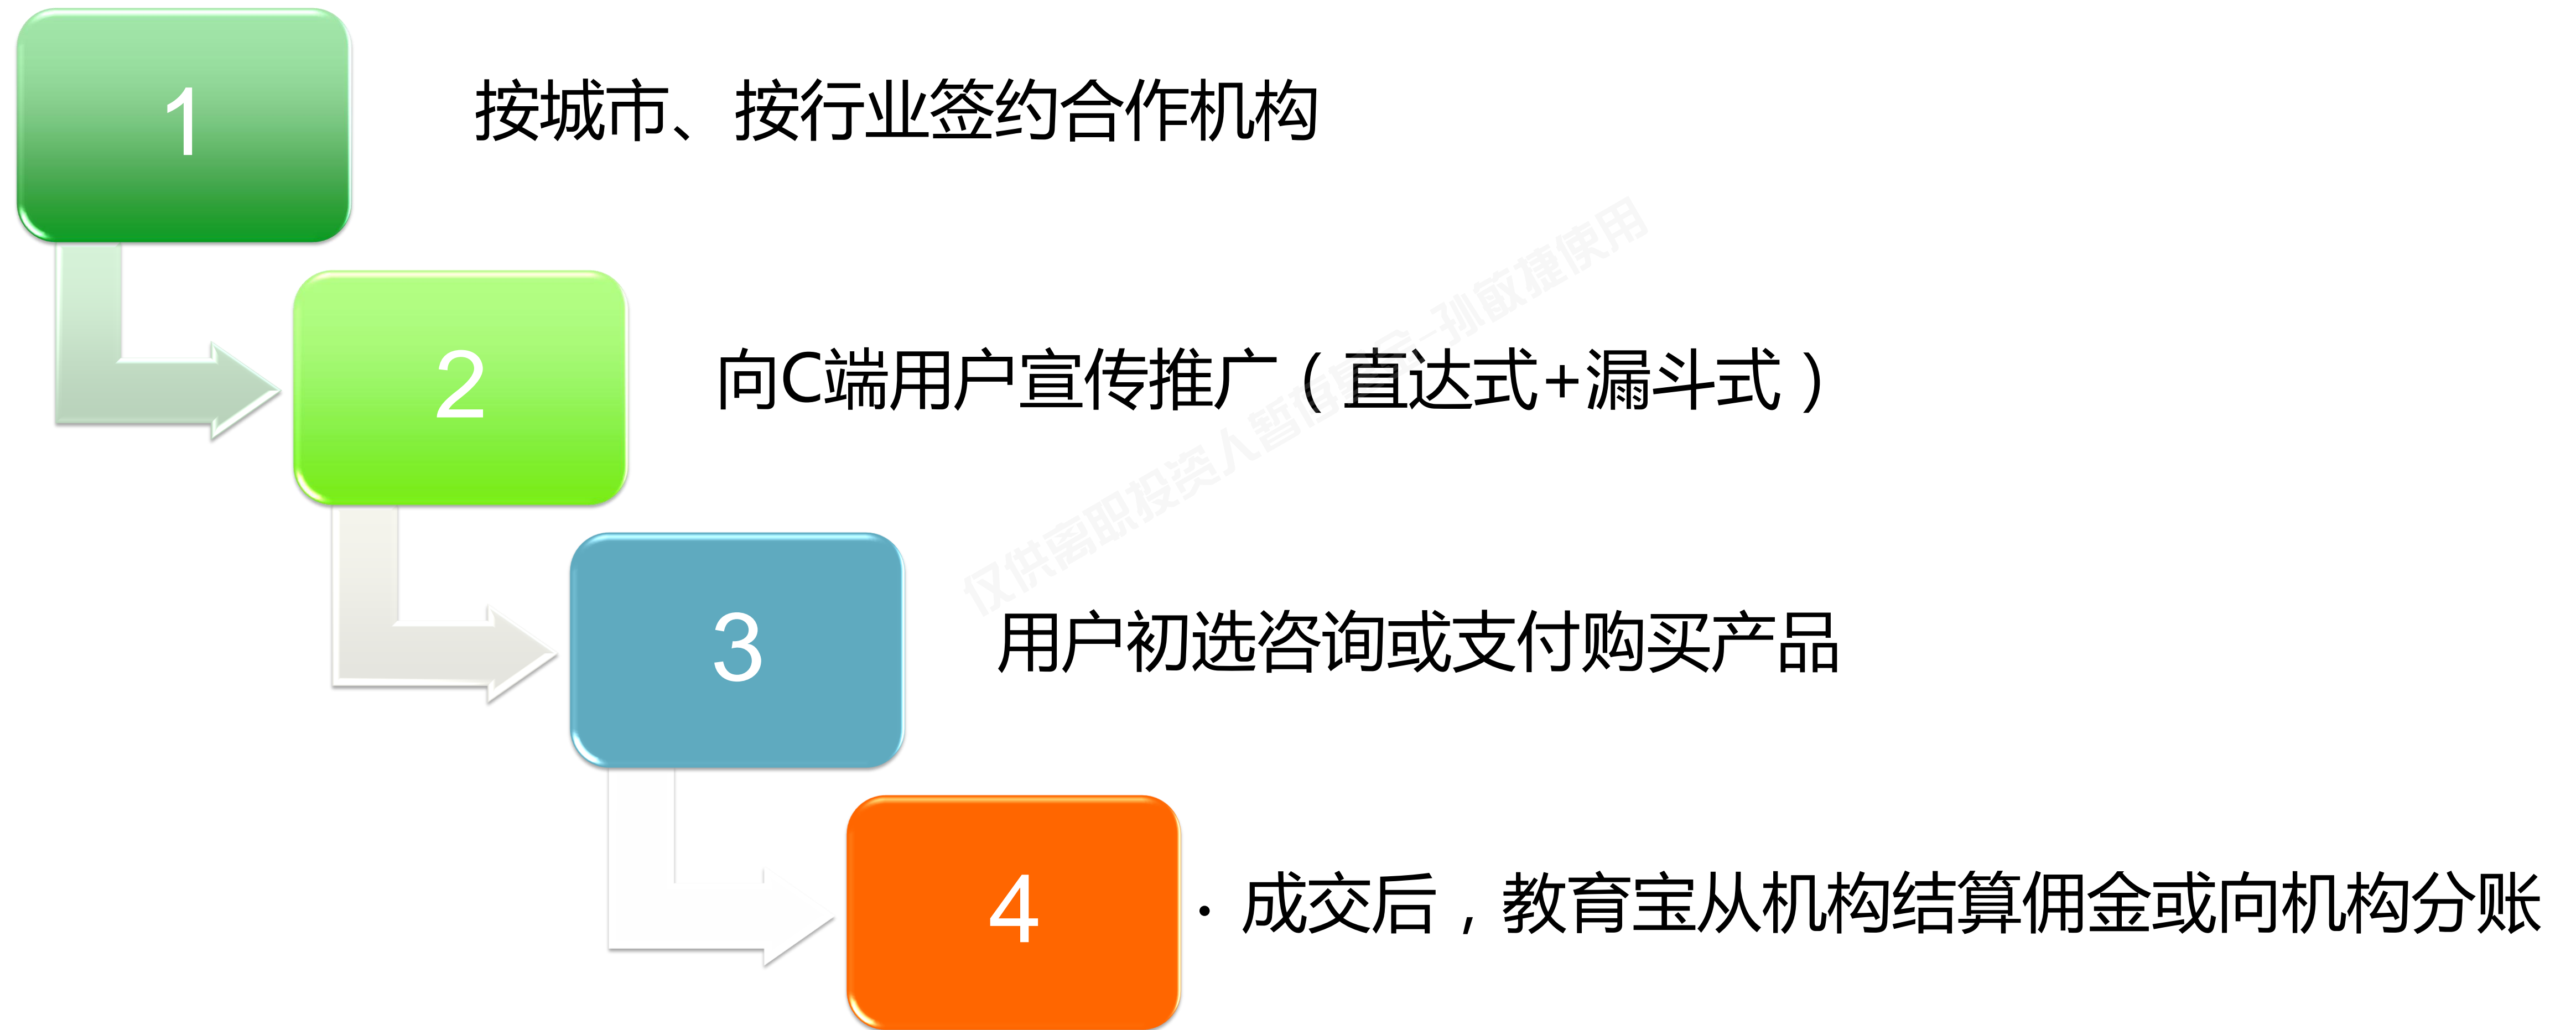 1
按城市、按行业签约合作机构
2
向C端用户宣传推广（直达式+漏斗式）
3
用户初选咨询或支付购买产品
4
· 成交后，教育宝从机构结算佣金或向机构分账